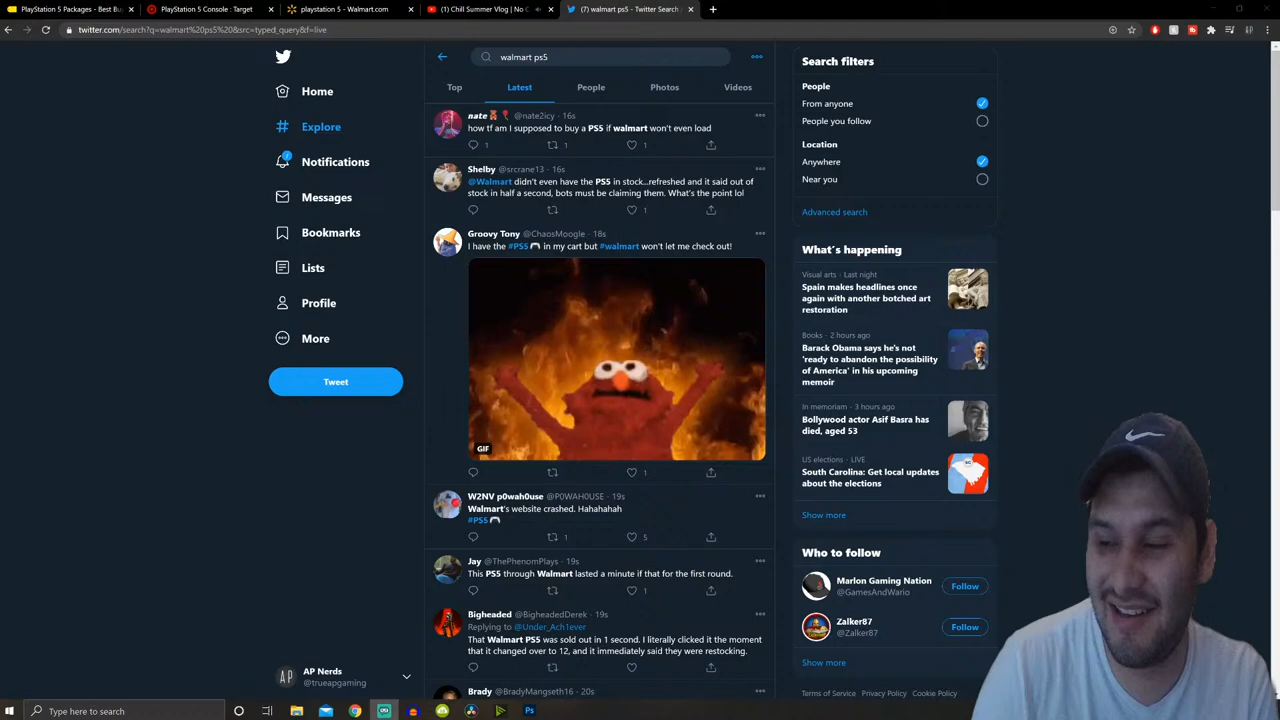 PlayStation 5 Packages - Best Bu
PlayStation 5 Console : Target
playstation 5 - Walmart.com
(1) Chill Summer Vlog | No C
(7) walmart ps5 - Twitter Search
twitter.com/search?q=walmart%20ps5%20&src=typed_query&f=live
Home
Explore
Notifications
Messages
Bookmarks
Lists
Profile
More
Tweet
AP Nerds
@trueapgaming
walmart ps5
Top Latest People Photos Videos
nate @nate2icy · 16s
how tf am I supposed to buy a PS5 if walmart won't even load
1 1 1
Shelby @srcrane13 · 16s
@Walmart didn't even have the PS5 in stock...refreshed and it said out of
stock in half a second, bots must be claiming them. What's the point lol
1
Groovy Tony @ChaosMoogle · 18s
I have the #PS5 in my cart but #walmart won't let me check out!
GIF
1
W2NV p0wah0use @P0WAH0USE · 19s
Walmart's website crashed. Hahahahah
#PS5
1 5
Jay @ThePhenomPlays · 19s
This PS5 through Walmart lasted a minute if that for the first round.
1
Bigheaded @BigheadedDerek · 19s
Replying to @Under_Ach1ever
That Walmart PS5 was sold out in 1 second. I literally clicked it the moment
that it changed over to 12, and it immediately said they were restocking.
Brady @BradyMangseth16 · 20s
Search filters
People
From anyone
People you follow
Location
Anywhere
Near you
Advanced search
What's happening
Visual arts · Last night
Spain makes headlines once
again with another botched art
restoration
Books · 2 hours ago
Barack Obama says he's not
'ready to abandon the possibility
of America' in his upcoming
memoir
In memoriam · 3 hours ago
Bollywood actor Asif Basra has
died, aged 53
US elections · LIVE
South Carolina: Get local updates
about the elections
Show more
Who to follow
Marlon Gaming Nation
@GamesAndWario
Follow
Zalker87
@Zalker87
Follow
Show more
Terms of Service Privacy Policy Cookie Policy
Type here to search